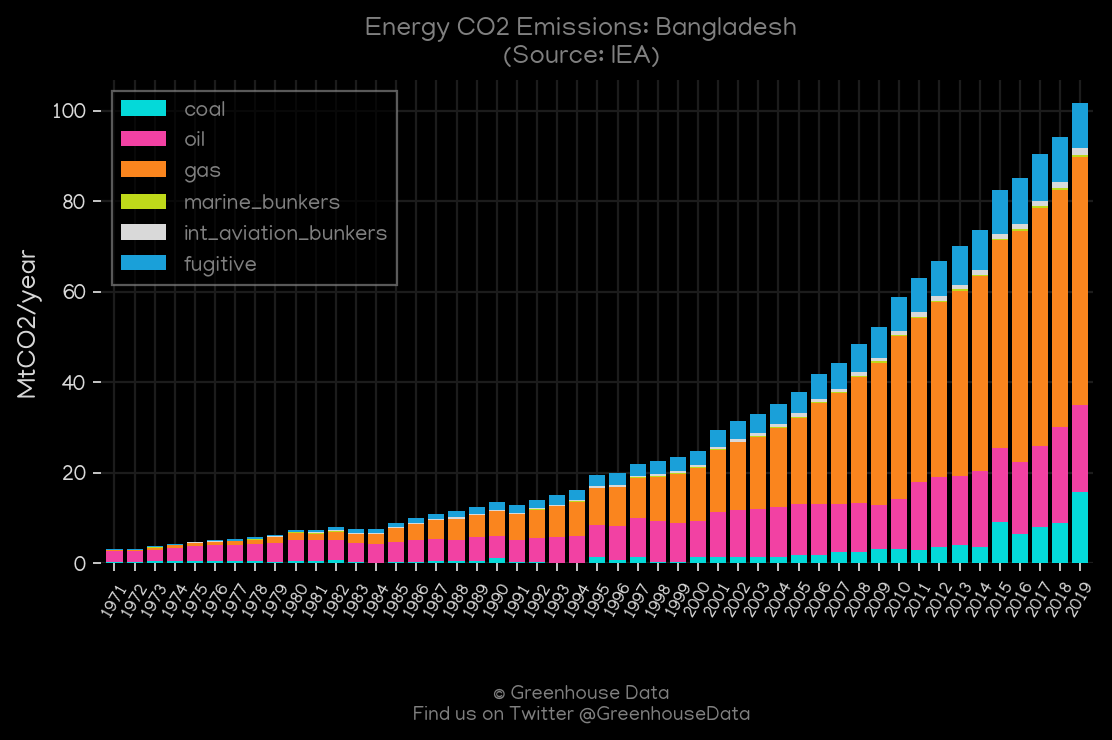 Energy CO2 Emissions: Bangladesh
(Source: IEA)
coal
oil
gas
marine_bunkers
int_aviation_bunkers
fugitive
MtCO2/year
100
80
60
40
20
0
1971 1972 1973 1974 1975 1976 1977 1978 1979 1980 1981 1982 1983 1984 1985 1986 1987 1988 1989 1990 1991 1992 1993 1994 1995 1996 1997 1998 1999 2000 2001 2002 2003 2004 2005 2006 2007 2008 2009 2010 2011 2012 2013 2014 2015 2016 2017 2018 2019
© Greenhouse Data
Find us on Twitter @GreenhouseData